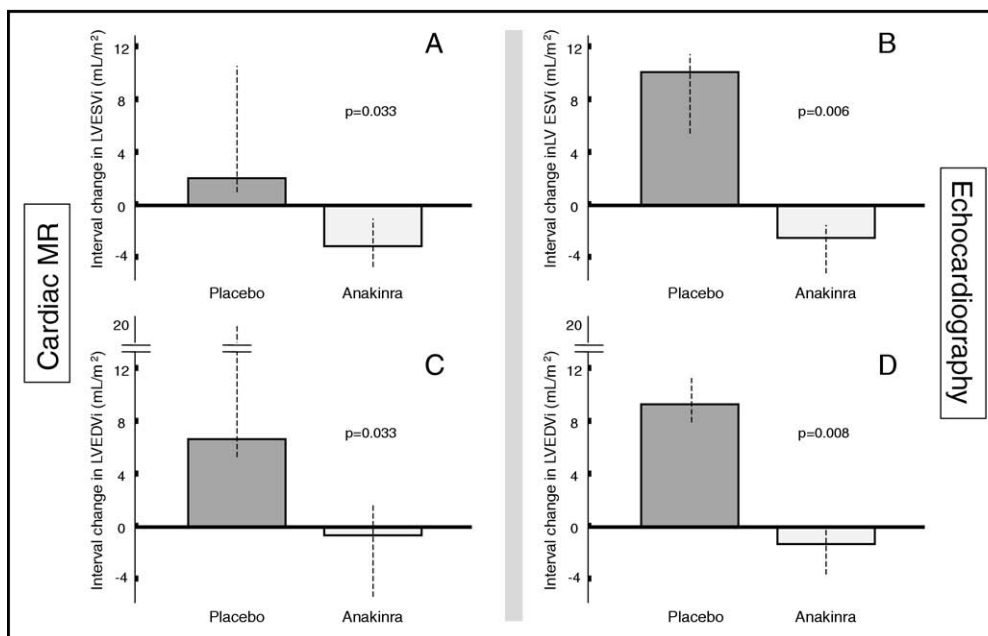 Cardiac MR
A
Interval change in LVESVi (mL/m²)
12
8
4
0
-4
p=0.033
Placebo
Anakinra
B
Interval change inLV ESVi (mL/m²)
12
8
4
0
-4
p=0.006
Placebo
Anakinra
C
Interval change in LVEDVi (mL/m²)
20
12
8
4
0
-4
p=0.033
Placebo
Anakinra
D
Interval change in LVEDVi (mL/m²)
20
12
8
4
0
-4
p=0.008
Placebo
Anakinra
Echocardiography